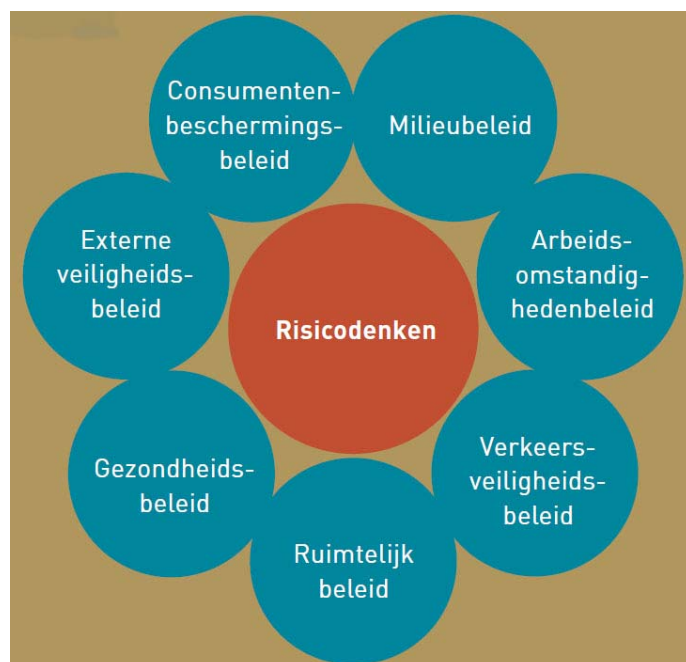 Consumenten-
beschermings-
beleid
Milieubeleid
Arbeids-
omstandig-
hedenbeleid
Verkeers-
veiligheids-
beleid
Ruimtelijk
beleid
Gezondheids-
beleid
Externe
veiligheids-
beleid
Risicodenken